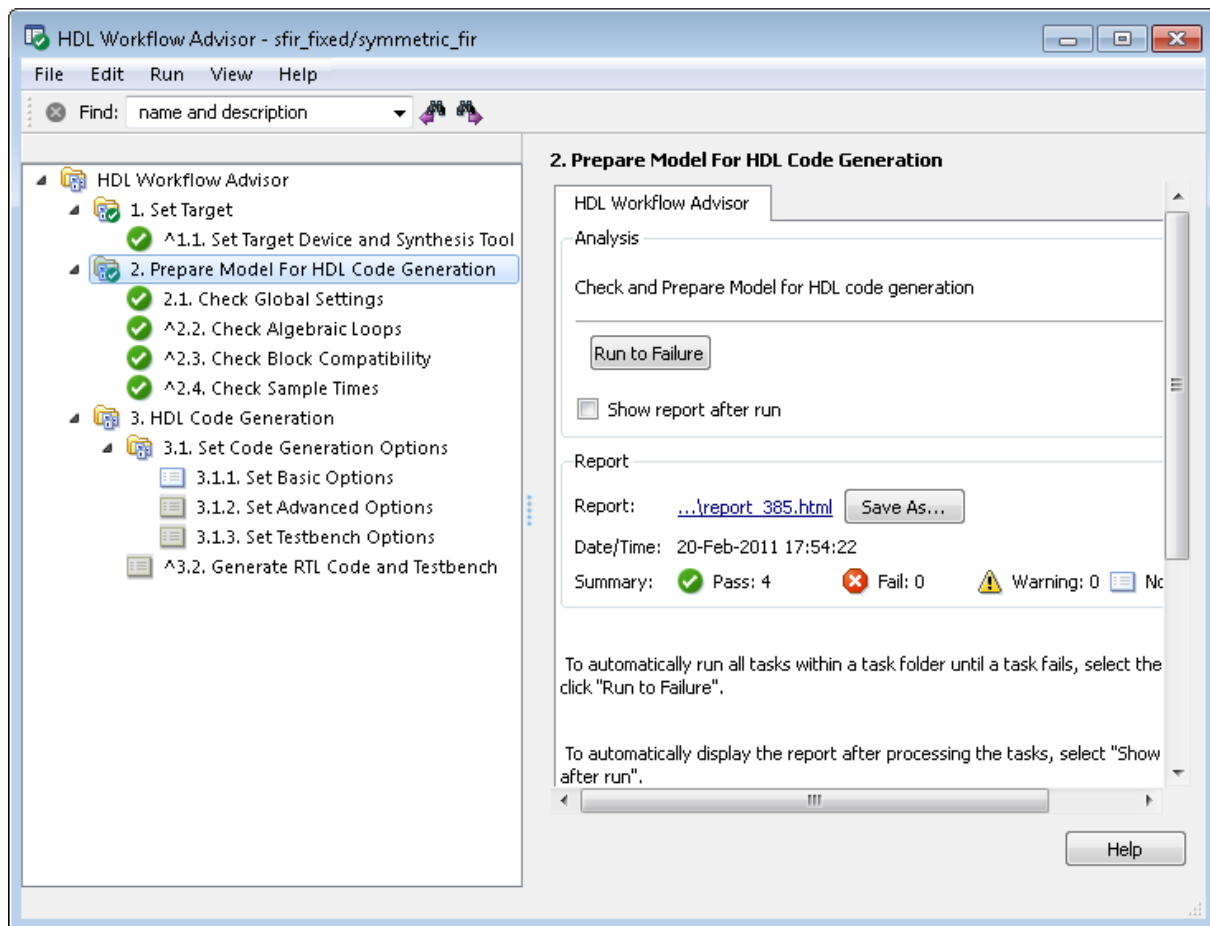 HDL Workflow Advisor - sfir_fixed/symmetric_fir
File Edit Run View Help
Find: name and description
HDL Workflow Advisor
1. Set Target
^1.1. Set Target Device and Synthesis Tool
2. Prepare Model For HDL Code Generation
2.1. Check Global Settings
^2.2. Check Algebraic Loops
^2.3. Check Block Compatibility
^2.4. Check Sample Times
3. HDL Code Generation
3.1. Set Code Generation Options
3.1.1. Set Basic Options
3.1.2. Set Advanced Options
3.1.3. Set Testbench Options
^3.2. Generate RTL Code and Testbench
2. Prepare Model For HDL Code Generation
HDL Workflow Advisor
Analysis
Check and Prepare Model for HDL code generation
Run to Failure
Show report after run
Report
Report: ...\report_385.html Save As...
Date/Time: 20-Feb-2011 17:54:22
Summary: Pass: 4 Fail: 0 Warning: 0
To automatically run all tasks within a task folder until a task fails, select the
click "Run to Failure".
To automatically display the report after processing the tasks, select "Show
after run".
Help